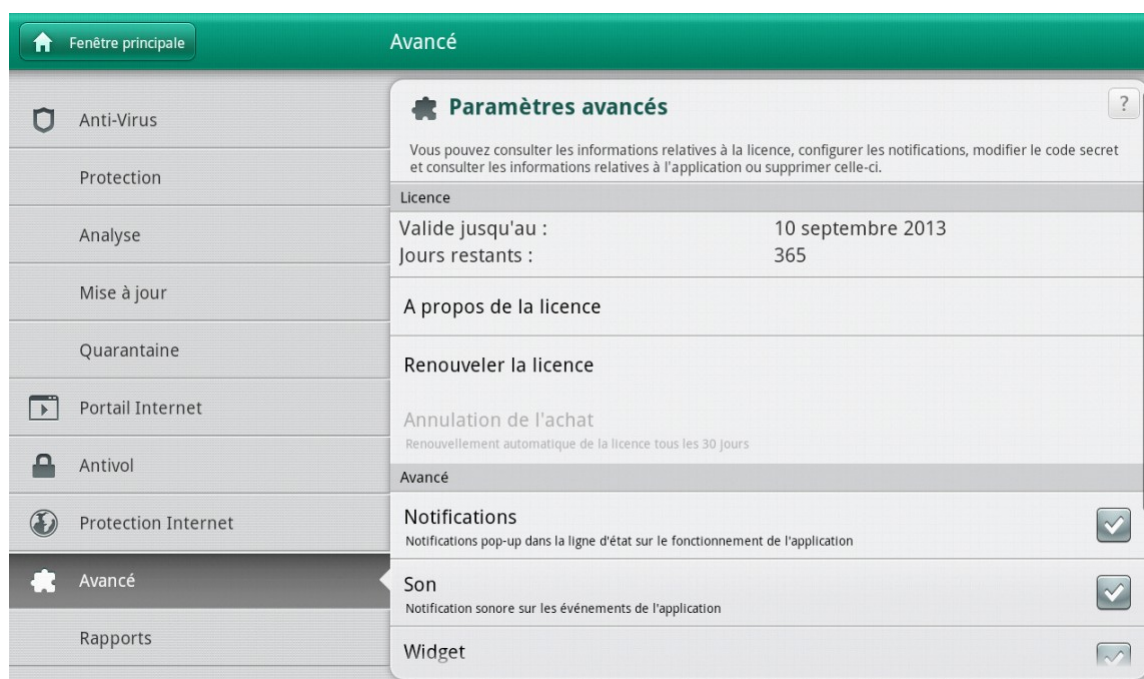 Fenêtre principale
Avancé
Anti-Virus
Protection
Analyse
Mise à jour
Quarantaine
Portail Internet
Antivol
Protection Internet
Avancé
Rapports
Paramètres avancés
?
Vous pouvez consulter les informations relatives à la licence, configurer les notifications, modifier le code secret
et consulter les informations relatives à l'application ou supprimer celle-ci.
Licence
Valide jusqu'au : 10 septembre 2013
Jours restants : 365
A propos de la licence
Renouveler la licence
Annulation de l'achat
Renouvellement automatique de la licence tous les 30 jours
Avancé
Notifications
Notifications pop-up dans la ligne d'état sur le fonctionnement de l'application
Son
Notification sonore sur les événements de l'application
Widget